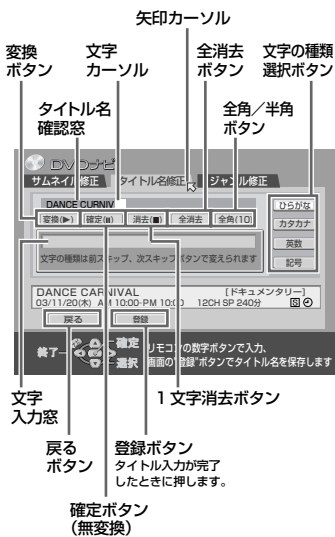 矢印カーソル
変換
ボタン
文字
カーソル
全消去
ボタン
文字の種類
選択ボタン
タイトル名
確認窓
全角／半角
ボタン
DVDナビ
サムネイル修正
タイトル名修正
ジャンル修正
DANCE CURNIV
変換(▶)
確定(⏸)
消去(■)
全消去
全角(10)
ひらがな
カタカナ
英数
記号
文字の種類は前スキップ、次スキップボタンで変えられます
DANCE CARNIVAL
[ドキュメンタリー]
03/11/20(木) AM 10:00-PM 10:00 12CH SP 240分 S
戻る
登録
終了
確定
選択
リモコンの数字ボタンで入力、
画面の"登録"ボタンでタイトル名を保存します
文字
入力窓
1文字消去ボタン
戻る
ボタン
登録ボタン
タイトル入力が完了
したときに押します。
確定ボタン
(無変換)